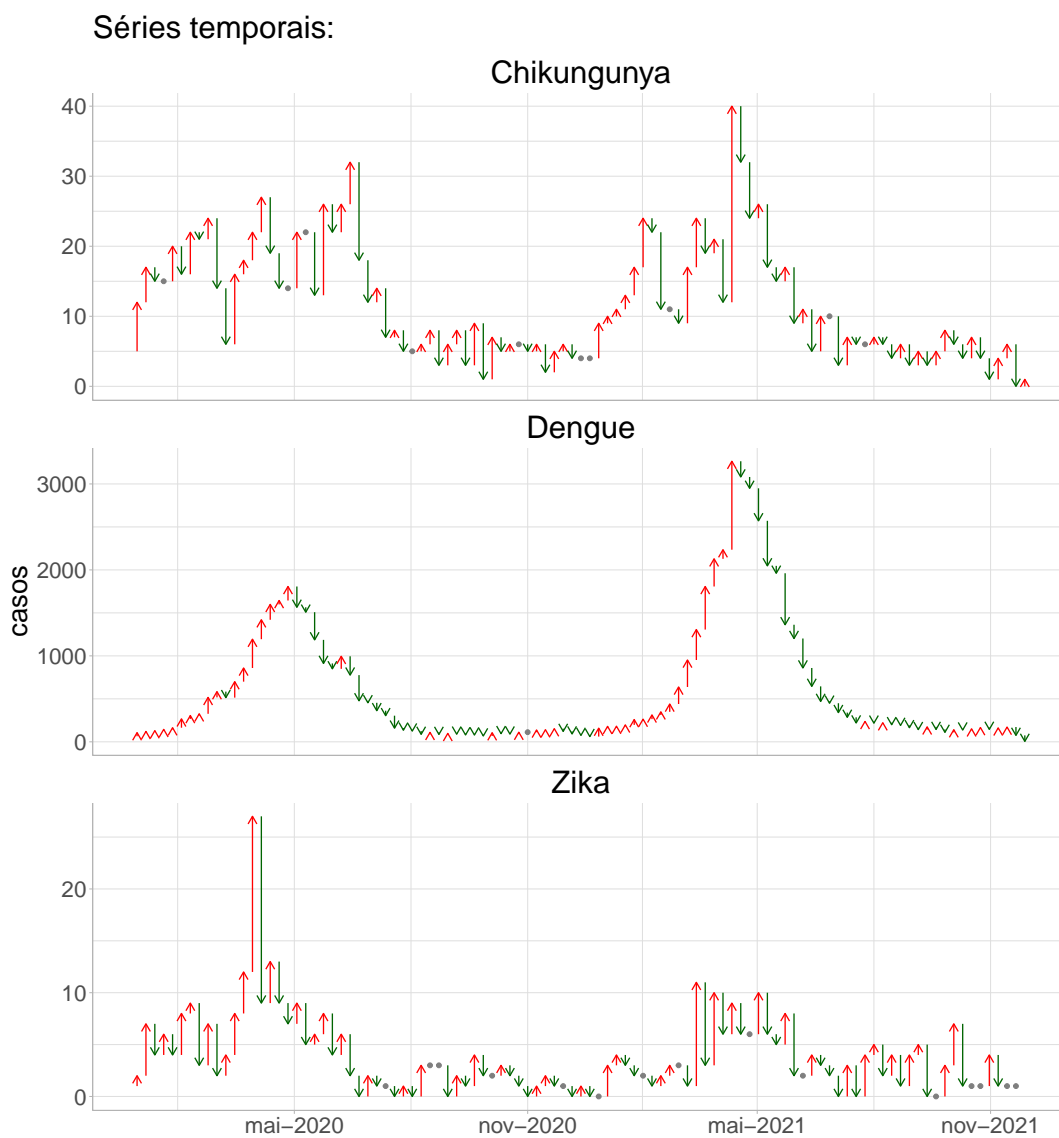 Séries temporais:
Chikungunya
40
30
20
10
0
Dengue
3000
2000
1000
0
casos
Zika
20
10
0
mai−2020 nov−2020 mai−2021 nov−2021